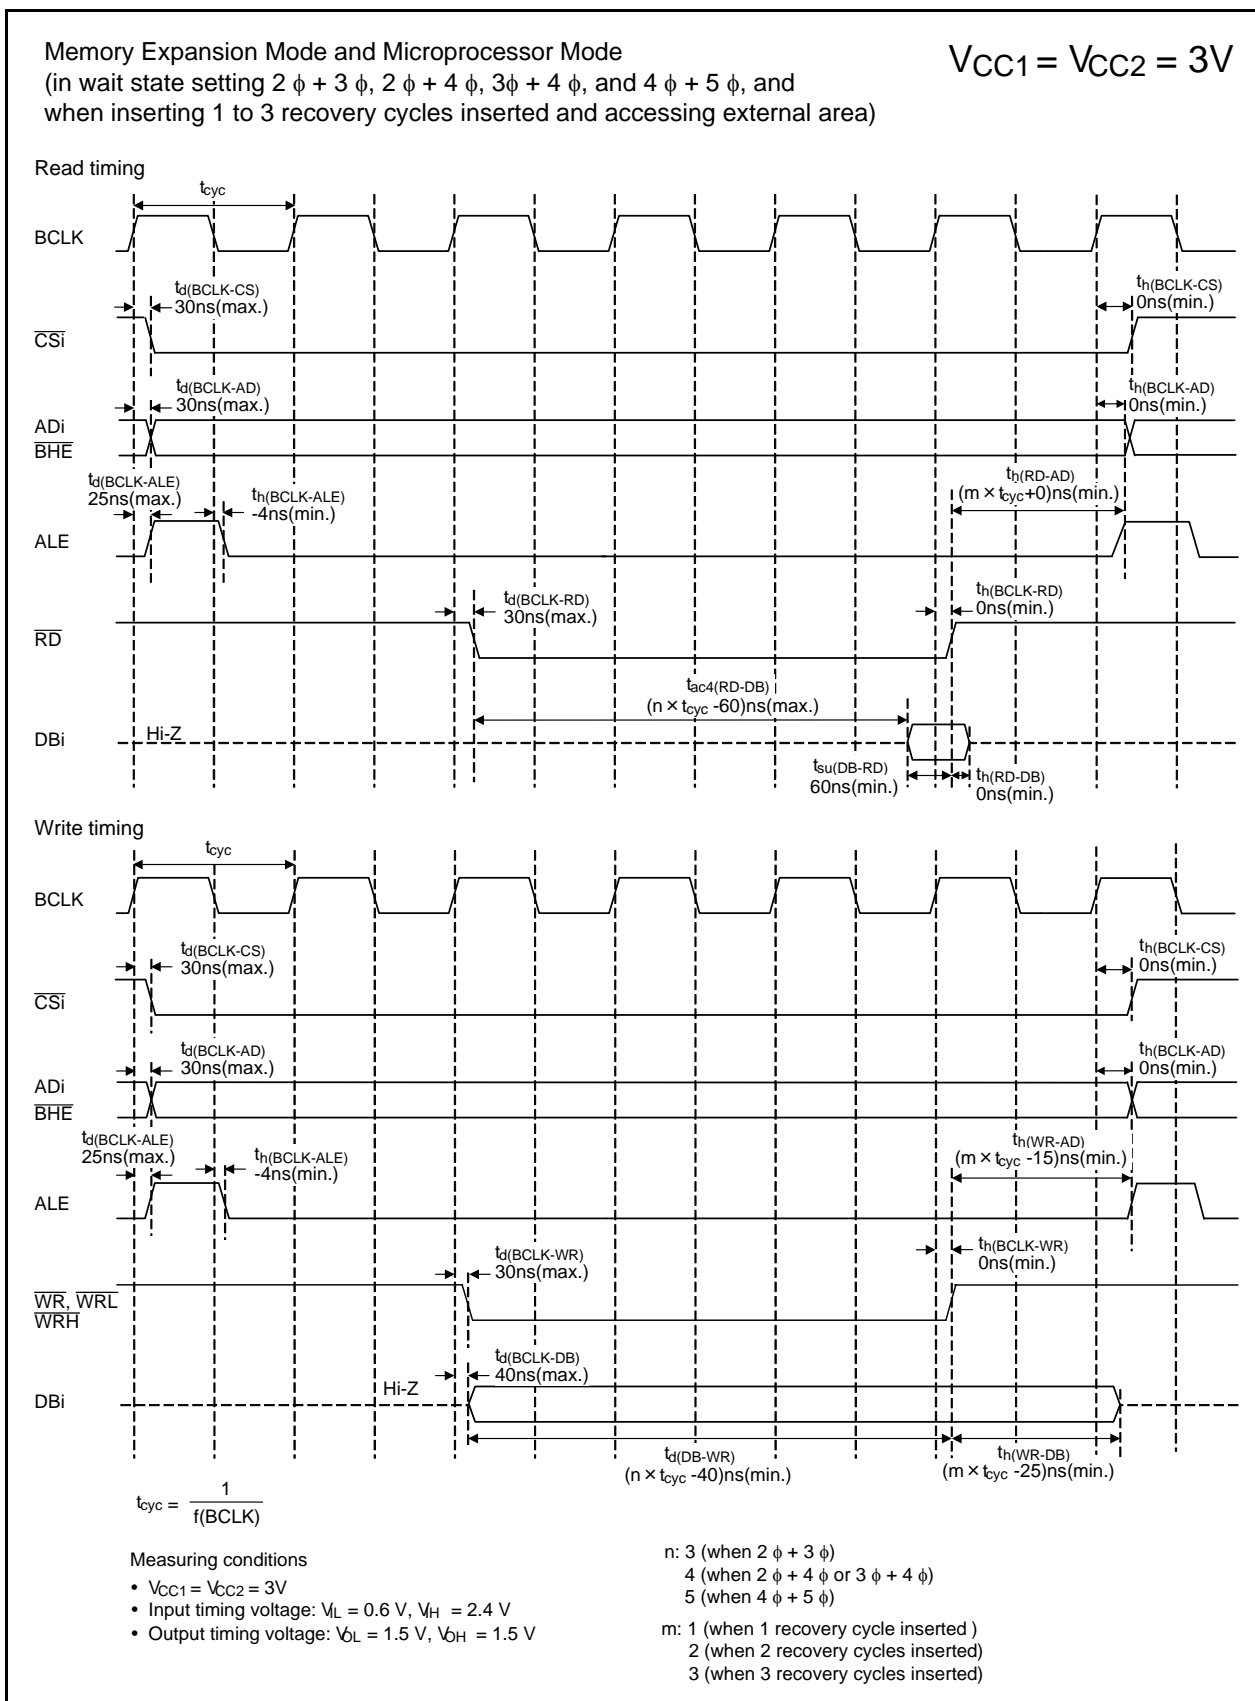 Memory Expansion Mode and Microprocessor Mode
(in wait state setting 2 ϕ + 3 ϕ, 2 ϕ + 4 ϕ, 3ϕ + 4 ϕ, and 4 ϕ + 5 ϕ, and
when inserting 1 to 3 recovery cycles inserted and accessing external area)
VCC1 = VCC2 = 3V
Read timing
tcyc
BCLK
td(BCLK-CS)
30ns(max.)
th(BCLK-CS)
0ns(min.)
CSi
td(BCLK-AD)
30ns(max.)
th(BCLK-AD)
0ns(min.)
ADi
BHE
td(BCLK-ALE)
25ns(max.)
th(BCLK-ALE)
-4ns(min.)
th(RD-AD)
(m × tcyc+0)ns(min.)
ALE
td(BCLK-RD)
30ns(max.)
th(BCLK-RD)
0ns(min.)
RD
tac4(RD-DB)
(n × tcyc -60)ns(max.)
DBi
Hi-Z
tsu(DB-RD)
60ns(min.)
th(RD-DB)
0ns(min.)
Write timing
tcyc
BCLK
td(BCLK-CS)
30ns(max.)
th(BCLK-CS)
0ns(min.)
CSi
td(BCLK-AD)
30ns(max.)
th(BCLK-AD)
0ns(min.)
ADi
BHE
td(BCLK-ALE)
25ns(max.)
th(BCLK-ALE)
-4ns(min.)
th(WR-AD)
(m × tcyc -15)ns(min.)
ALE
td(BCLK-WR)
30ns(max.)
th(BCLK-WR)
0ns(min.)
WR, WRL
WRH
td(BCLK-DB)
40ns(max.)
Hi-Z
DBi
td(DB-WR)
(n × tcyc -40)ns(min.)
th(WR-DB)
(m × tcyc -25)ns(min.)
tcyc = 1
f(BCLK)
Measuring conditions
• VCC1 = VCC2 = 3V
• Input timing voltage: VIL = 0.6 V, VIH = 2.4 V
• Output timing voltage: VOL = 1.5 V, VOH = 1.5 V
n: 3 (when 2 ϕ + 3 ϕ)
4 (when 2 ϕ + 4 ϕ or 3 ϕ + 4 ϕ)
5 (when 4 ϕ + 5 ϕ)
m: 1 (when 1 recovery cycle inserted )
2 (when 2 recovery cycles inserted)
3 (when 3 recovery cycles inserted)